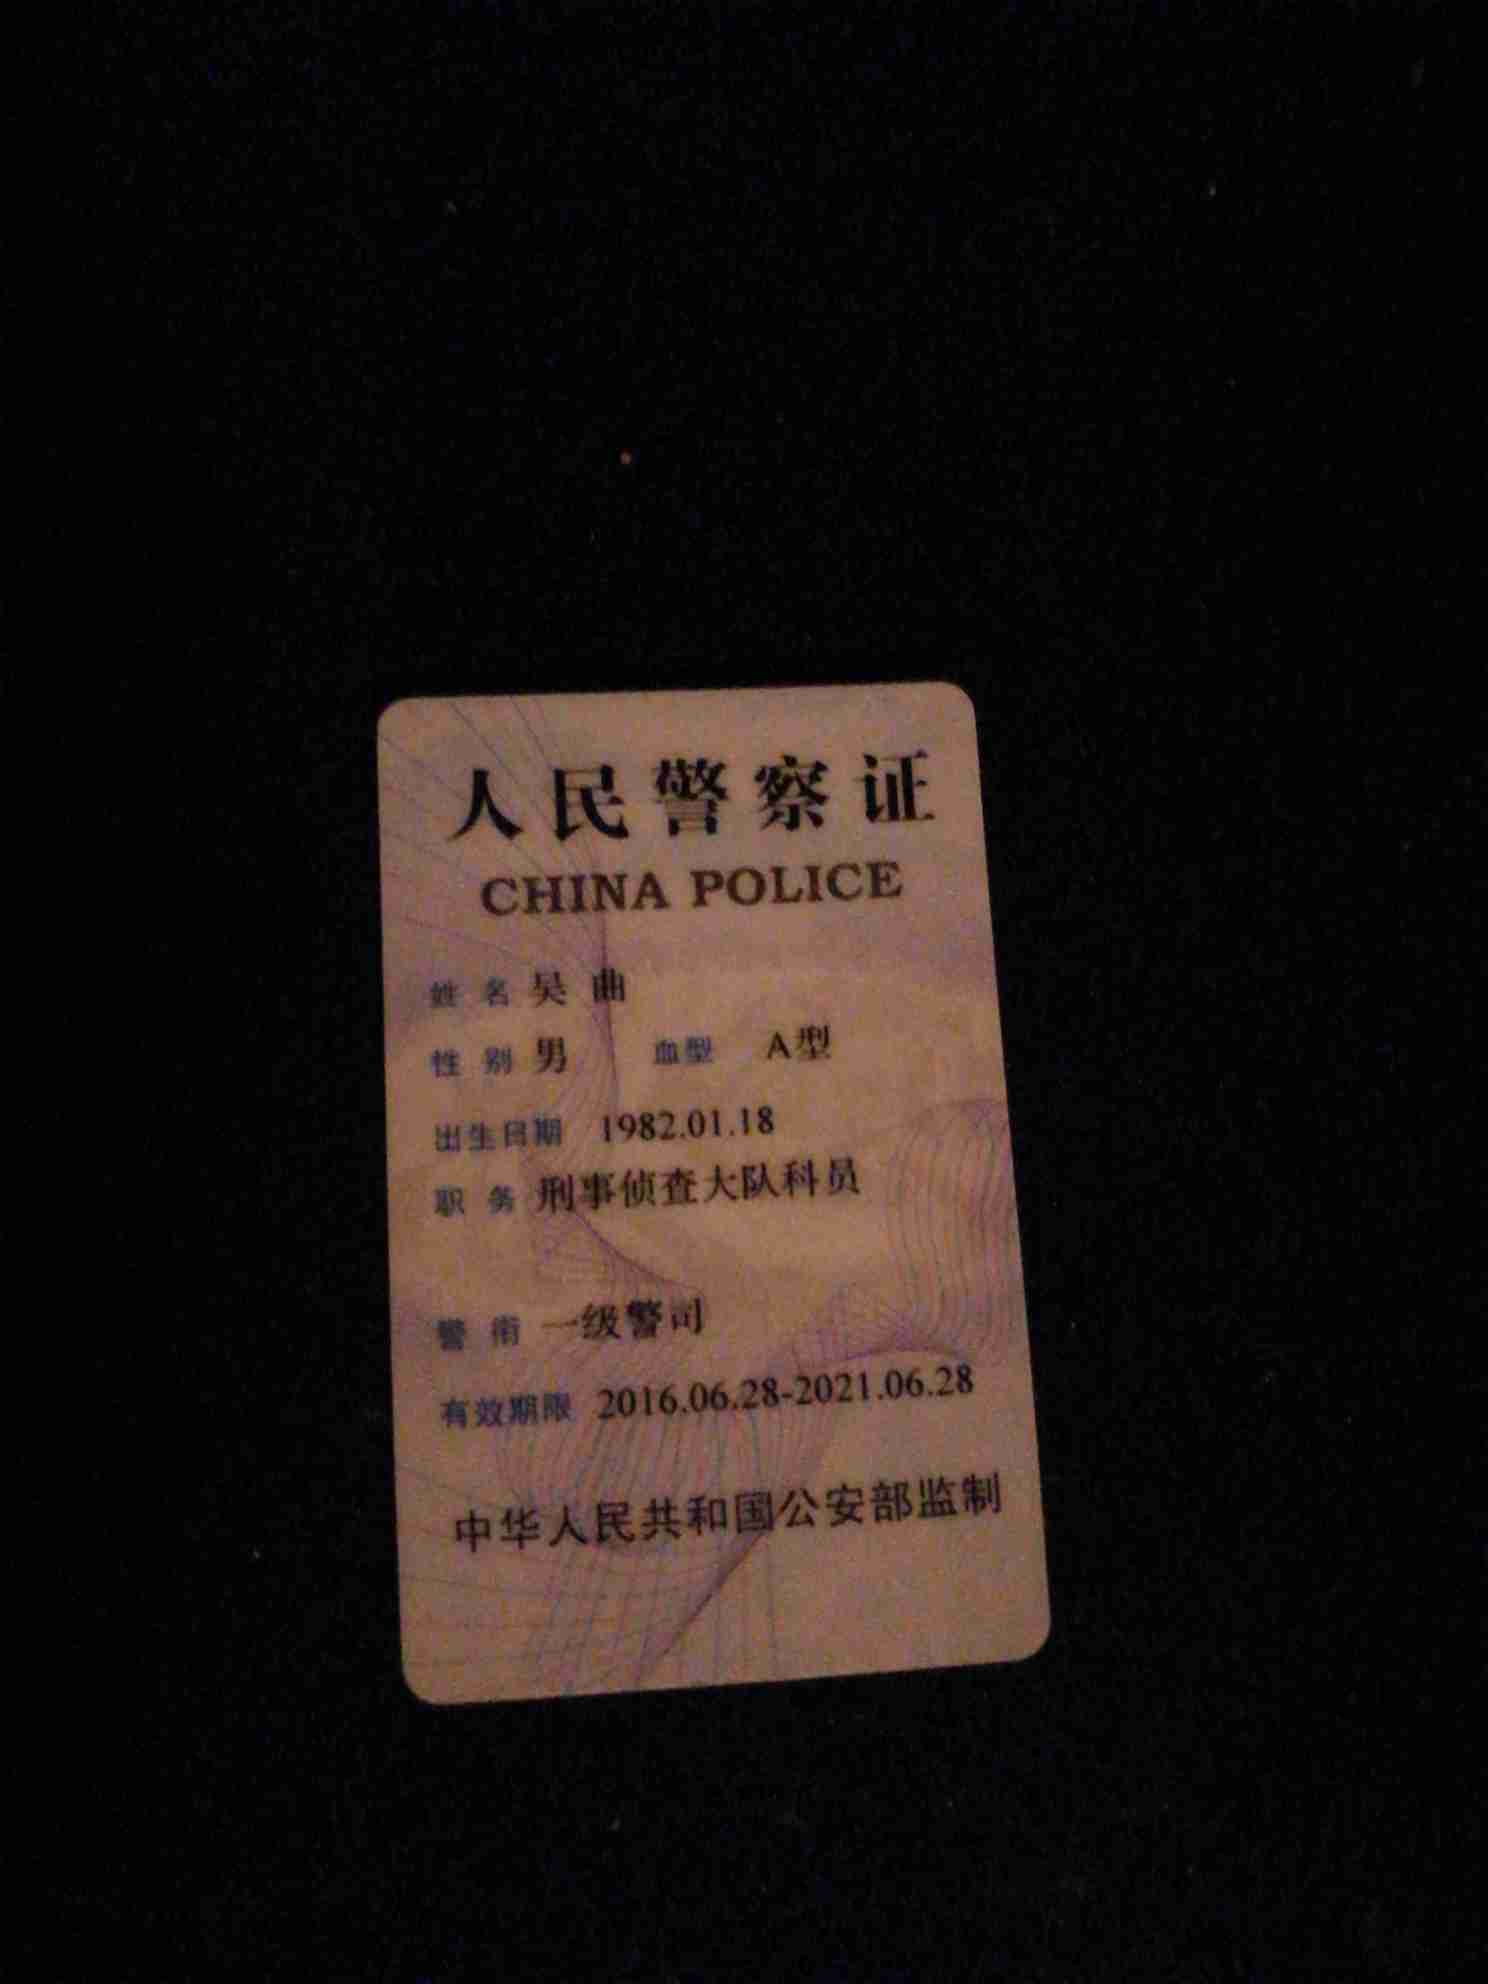 人民警察证
CHINA POLICE
姓 名 吴 曲
性 别 男 血型 A型
出生日期 1982.01.18
职 务 刑事侦查大队科员
警 衔 一级警司
有效期限 2016.06.28-2021.06.28
中华人民共和国公安部监制